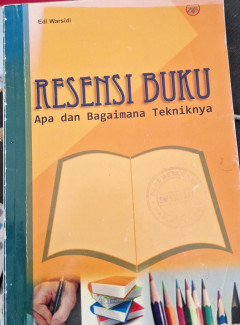 Edi Warsidi
RESENSI BUKU
Apa dan Bagaimana Tekniknya